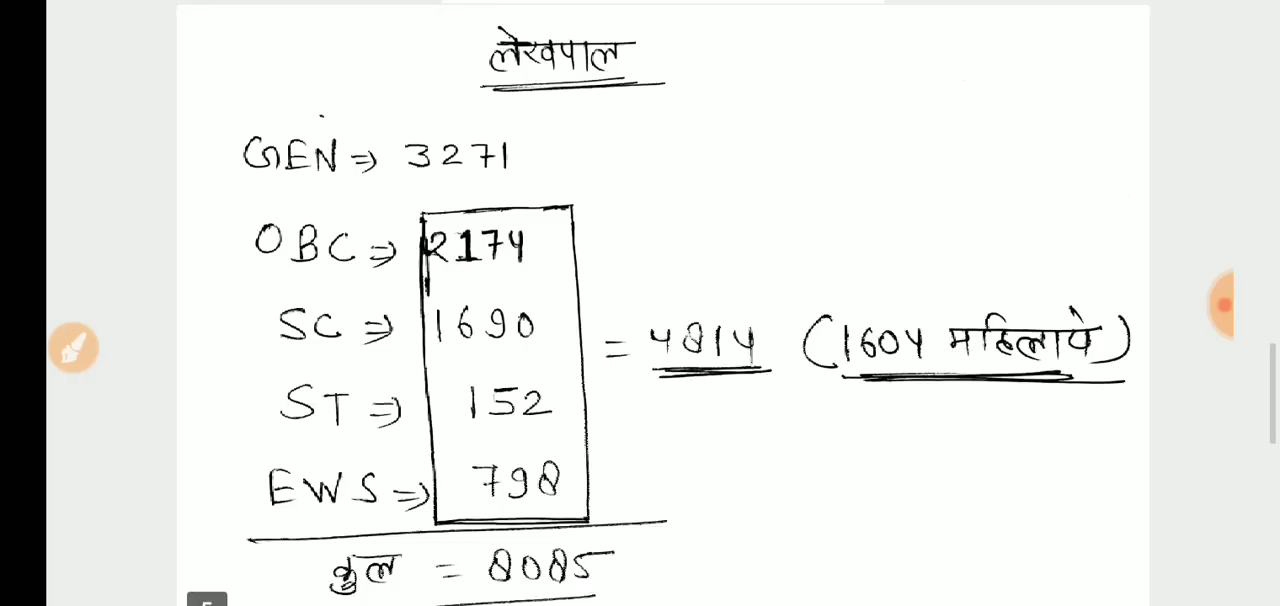 लेखपाल
GEN ⇒ 3271
OBC ⇒ 2174
SC ⇒ 1690
= 4814 (1604 महिलाये)
ST ⇒ 152
EWS ⇒ 798
कुल = 8085